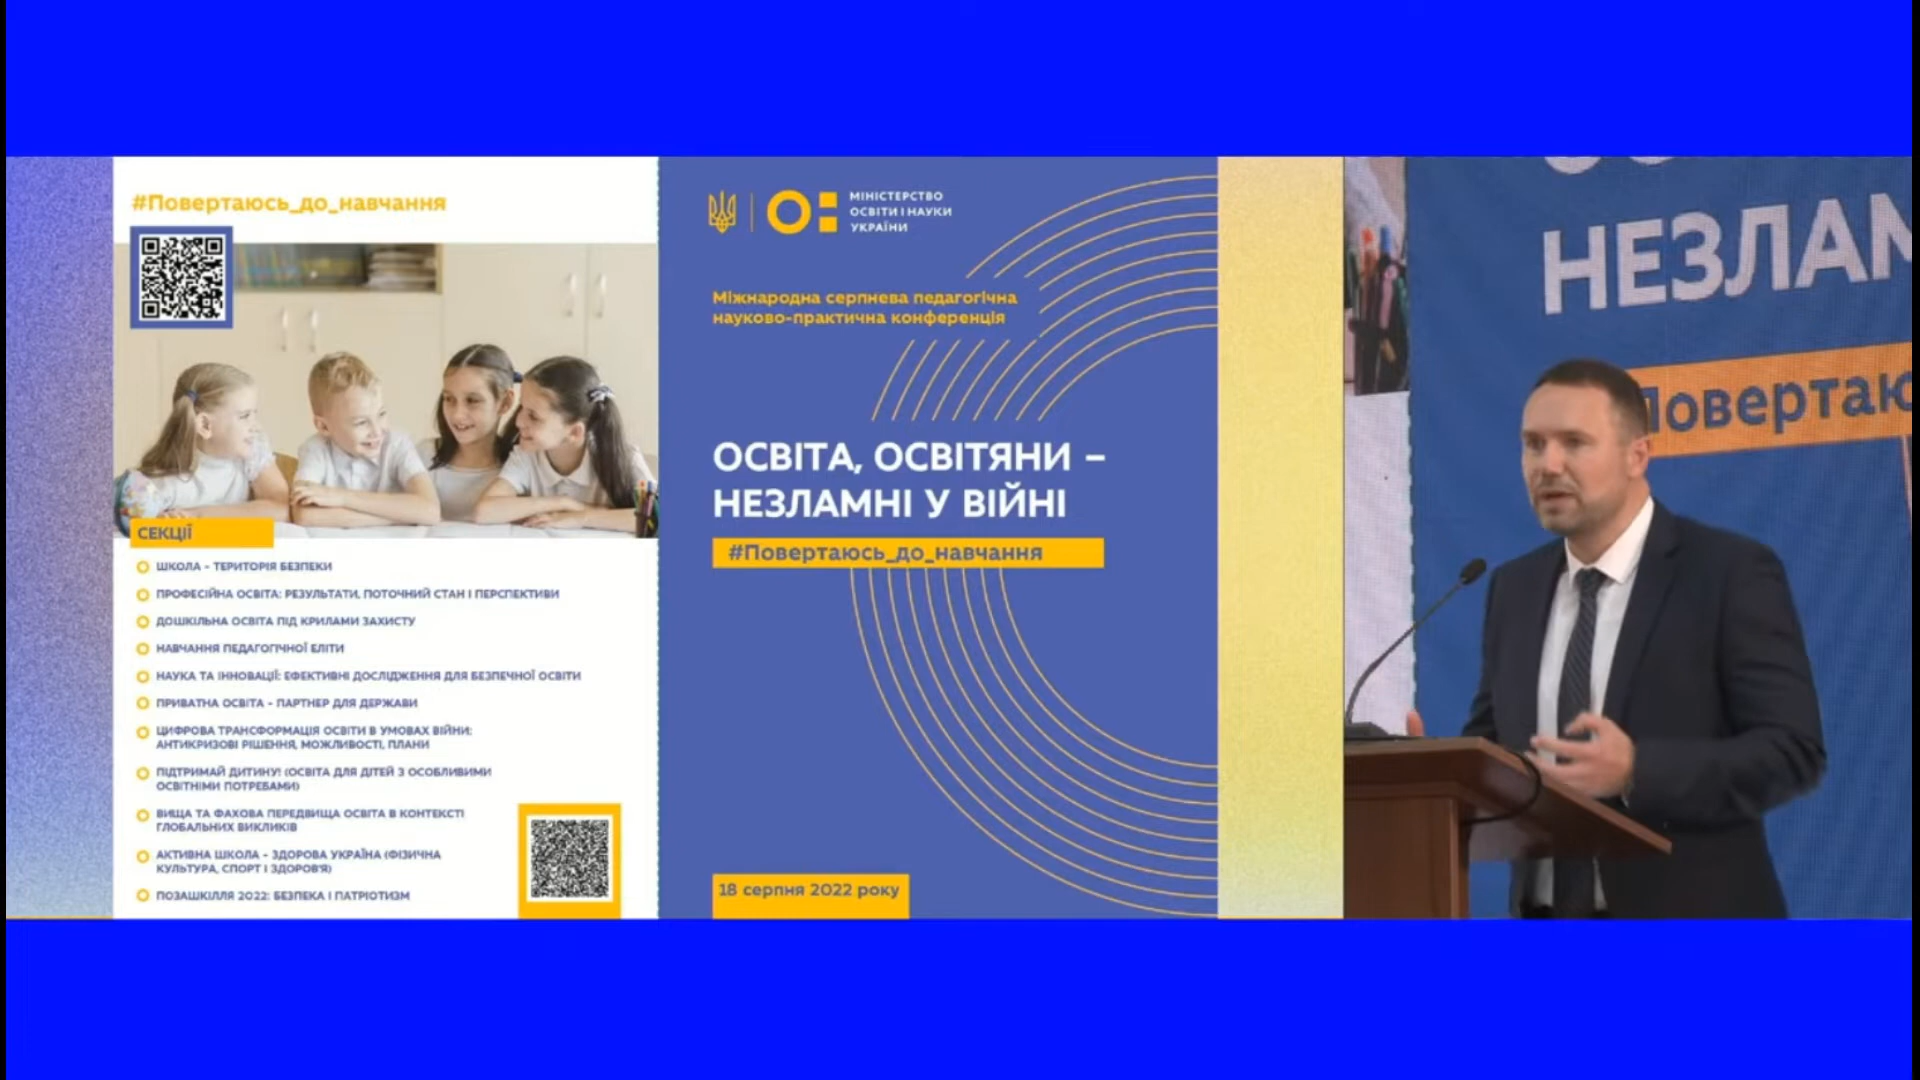 #Повертаюсь_до_навчання
СЕКЦІЇ
ШКОЛА – ТЕРИТОРІЯ БЕЗПЕКИ
ПРОФЕСІЙНА ОСВІТА: РЕЗУЛЬТАТИ, ПОТОЧНИЙ СТАН І ПЕРСПЕКТИВИ
ДОШКІЛЬНА ОСВІТА ПІД КРИЛАМИ ЗАХИСТУ
НАВЧАННЯ ПЕДАГОГІЧНОЇ ЕЛІТИ
НАУКА ТА ІННОВАЦІЇ: ЕФЕКТИВНІ ДОСЛІДЖЕННЯ ДЛЯ БЕЗПЕЧНОЇ ОСВІТИ
ПРИВАТНА ОСВІТА – ПАРТНЕР ДЛЯ ДЕРЖАВИ
ЦИФРОВА ТРАНСФОРМАЦІЯ ОСВІТИ В УМОВАХ ВІЙНИ:
АНТИКРИЗОВІ РІШЕННЯ, МОЖЛИВОСТІ, ПЛАНИ
ПІДТРИМАЙ ДИТИНУ! (ОСВІТА ДЛЯ ДІТЕЙ З ОСОБЛИВИМИ
ОСВІТНІМИ ПОТРЕБАМИ)
ВИЩА ТА ФАХОВА ПЕРЕДВИЩА ОСВІТА В КОНТЕКСТІ
ГЛОБАЛЬНИХ ВИКЛИКІВ
АКТИВНА ШКОЛА – ЗДОРОВА УКРАЇНА (ФІЗИЧНА
КУЛЬТУРА, СПОРТ І ЗДОРОВ'Я)
ПОЗАШКІЛЛЯ 2022: БЕЗПЕКА І ПАТРІОТИЗМ
МІНІСТЕРСТВО
ОСВІТИ І НАУКИ
УКРАЇНИ
Міжнародна серпнева педагогічна
науково-практична конференція
ОСВІТА, ОСВІТЯНИ –
НЕЗЛАМНІ У ВІЙНІ
#Повертаюсь_до_навчання
18 серпня 2022 року
НЕЗЛАМ
Повертаю